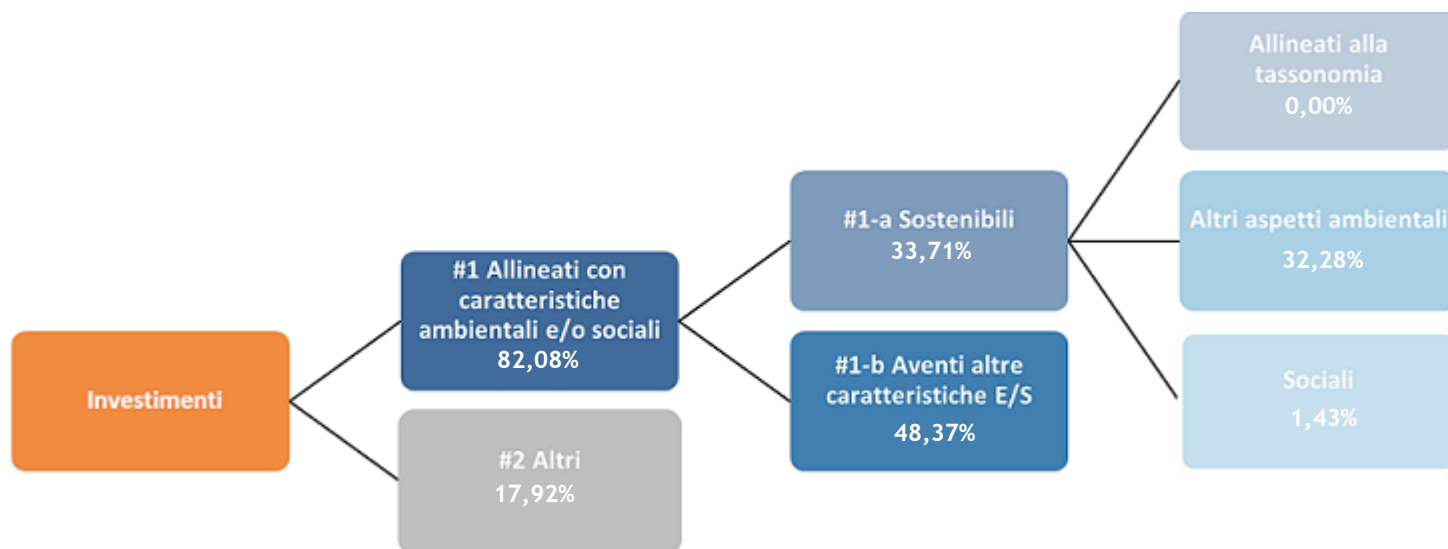 Investimenti
#1 Allineati con
caratteristiche
ambientali e/o sociali
82,08%
#2 Altri
17,92%
#1-a Sostenibili
33,71%
#1-b Aventi altre
caratteristiche E/S
48,37%
Allineati alla
tassonomia
0,00%
Altri aspetti ambientali
32,28%
Sociali
1,43%